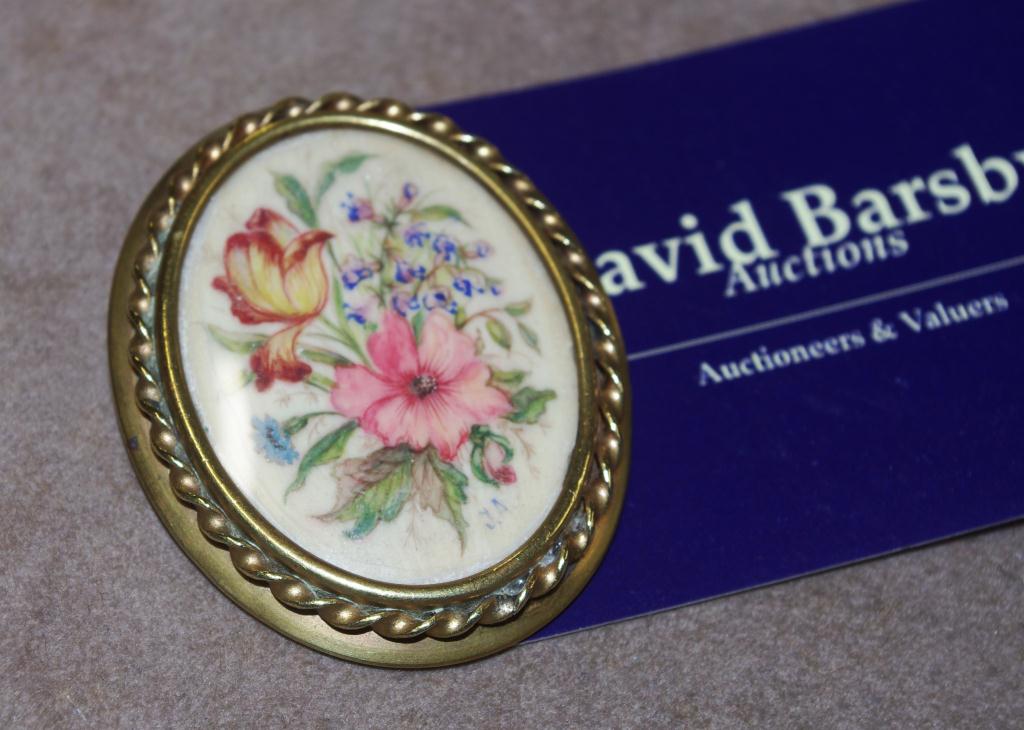 avid Barsb
Auctions
Auctioneers & Valuers